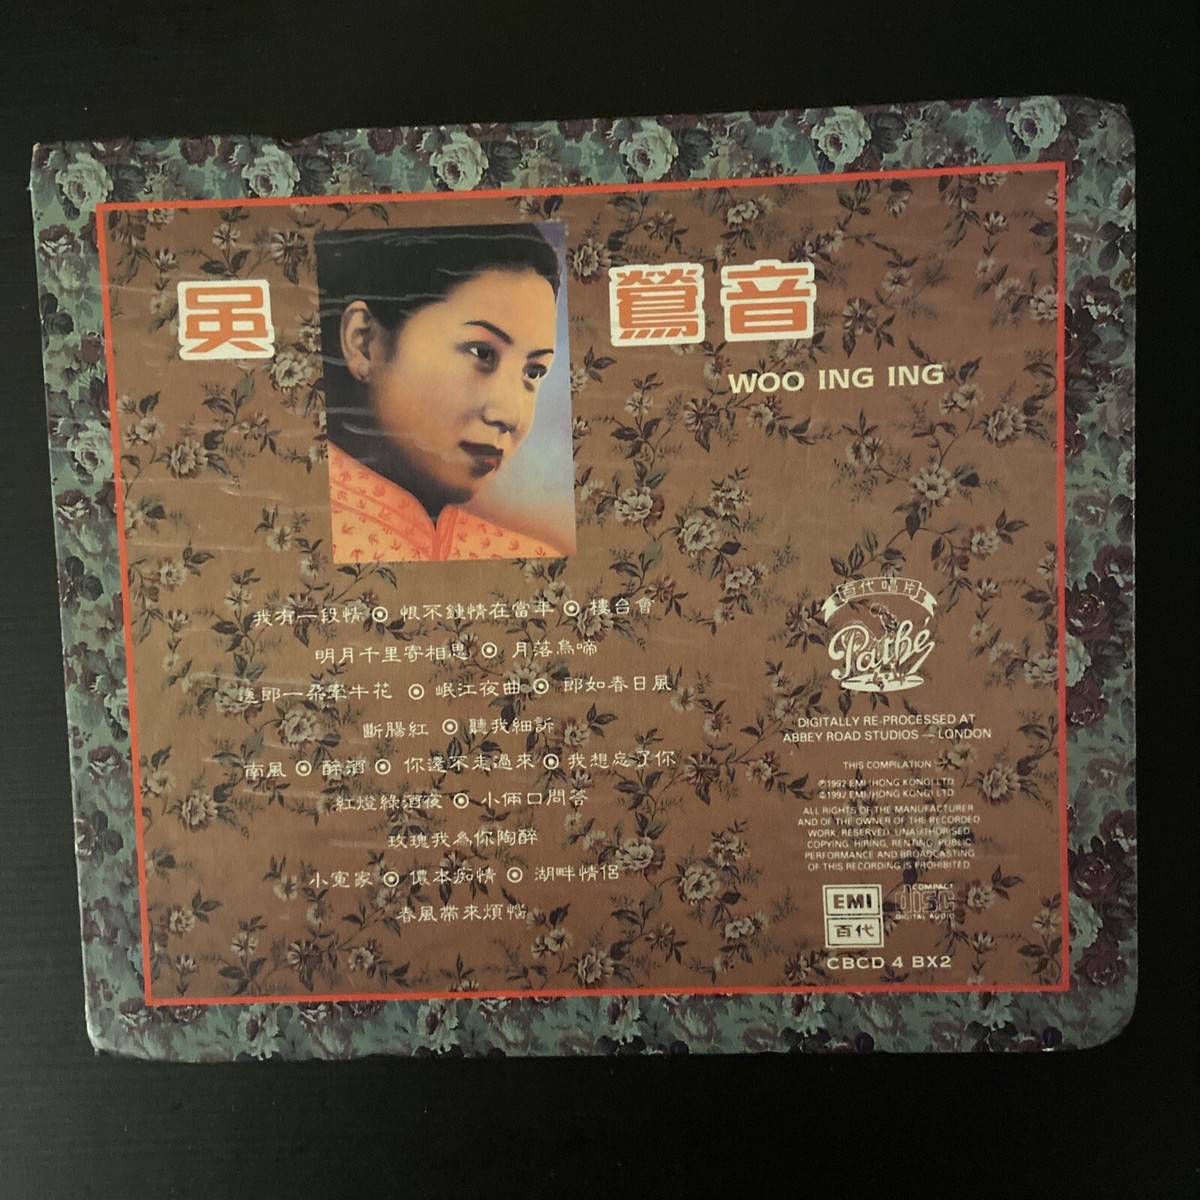 吳 鶯音
WOO ING ING
我有一段情 ◉ 恨不鍾情在當年 ◉ 樓台會
明月千里寄相思 ◉ 月落烏啼
送郎一朵牽牛花 ◉ 岷江夜曲 ◉ 郎如春日風
斷腸紅 ◉ 聽我細訴
南風 ◉ 醉酒 ◉ 你還不走過來 ◉ 我想忘了你
紅燈綠酒夜 ◉ 小倆口問答
玫瑰我為你陶醉
小冤家 ◉ 儂本痴情 ◉ 湖畔情侶
春風帶來煩惱
百代唱片
Pathé
DIGITALLY RE-PROCESSED AT
ABBEY ROAD STUDIOS — LONDON
THIS COMPILATION
℗1992 EMI (HONG KONG) LTD.
©1992 EMI (HONG KONG) LTD.
ALL RIGHTS OF THE MANUFACTURER
AND OF THE OWNER OF THE RECORDED
WORK RESERVED. UNAUTHORISED
COPYING, HIRING, RENTING, PUBLIC
PERFORMANCE AND BROADCASTING
OF THIS RECORDING IS PROHIBITED.
EMI
百代
COMPACT
disc
DIGITAL AUDIO
CBCD 4 BX2